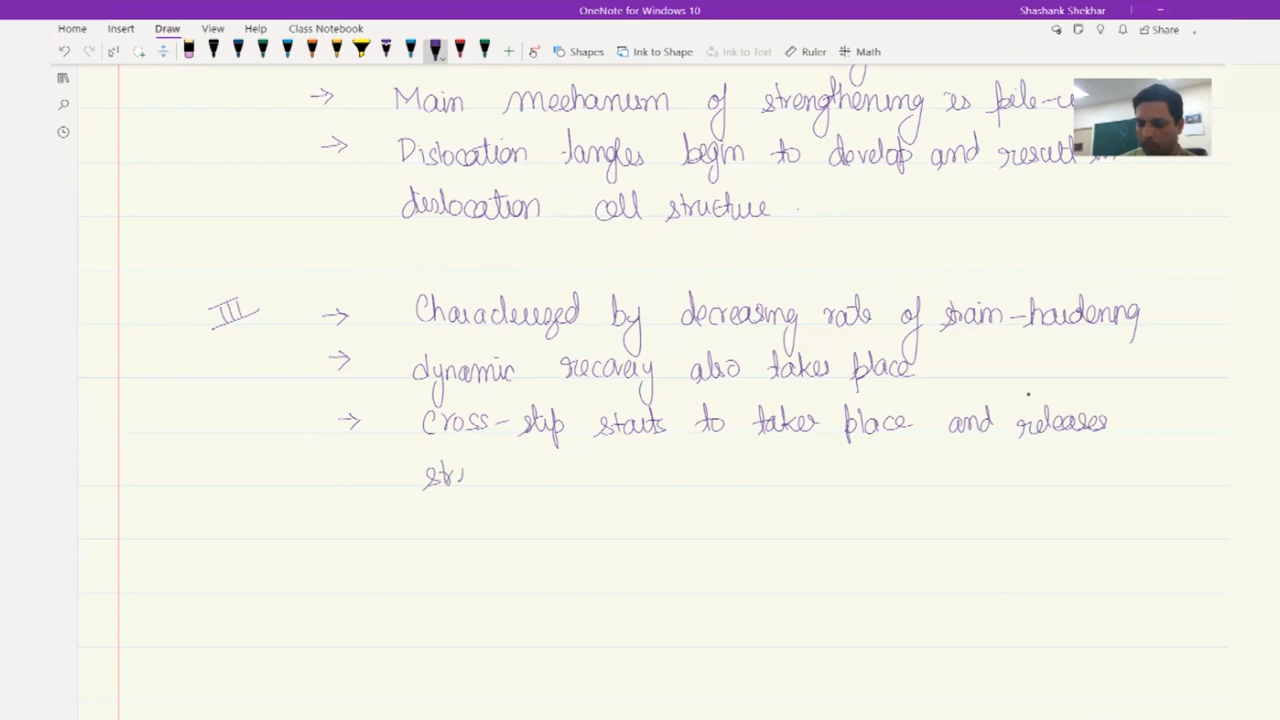 OneNote for Windows 10
Shashank Shekhar
Home Insert Draw View Help Class Notebook
Shapes Ink to Shape Ink to Text Ruler Math Share
→ Main mechanism of strengthening is pile-u
→ Dislocation tangles begin to develop and result in
dislocation cell structure .
III → Characterized by decreasing rate of strain-hardening
→ dynamic recovery also takes place
→ Cross-slip starts to takes place and releases
str